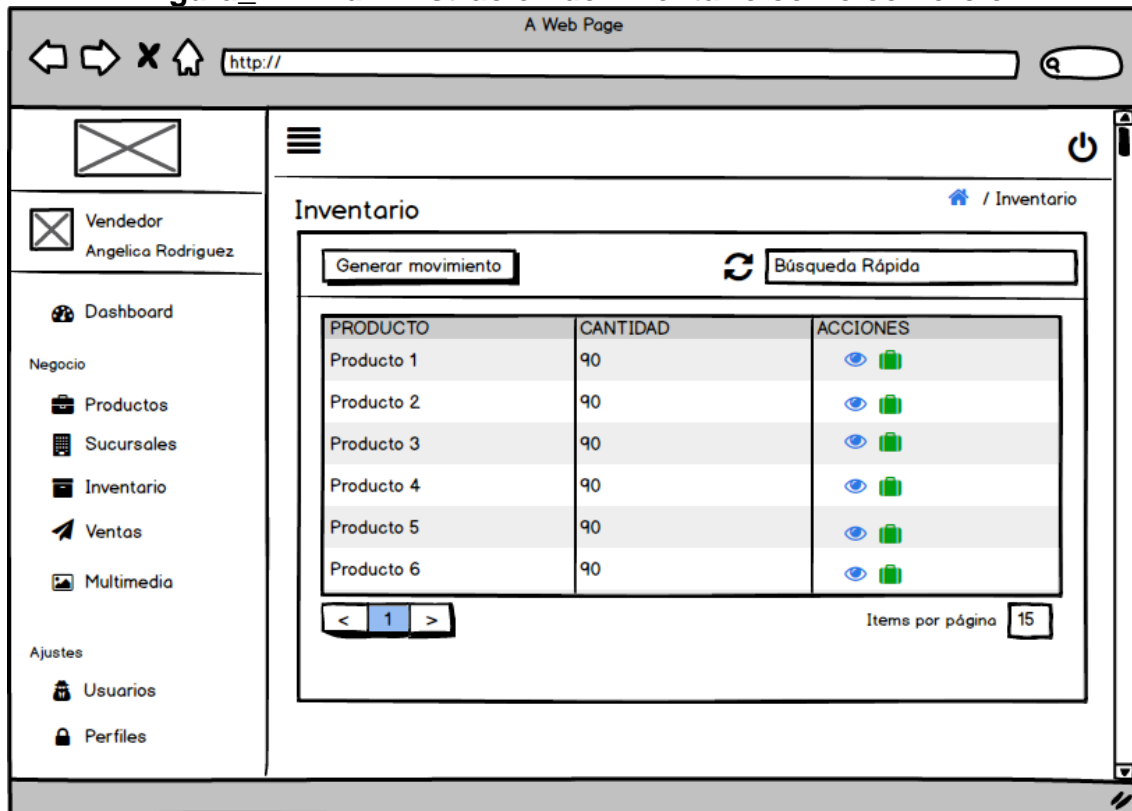 A Web Page
http://
Vendedor
Angelica Rodriguez
Dashboard
Negocio
Productos
Sucursales
Inventario
Ventas
Multimedia
Ajustes
Usuarios
Perfiles
Inventario
/ Inventario
Generar movimiento
Búsqueda Rápida
PRODUCTO CANTIDAD ACCIONES
Producto 1 90
Producto 2 90
Producto 3 90
Producto 4 90
Producto 5 90
Producto 6 90
< 1 >
Items por página 15